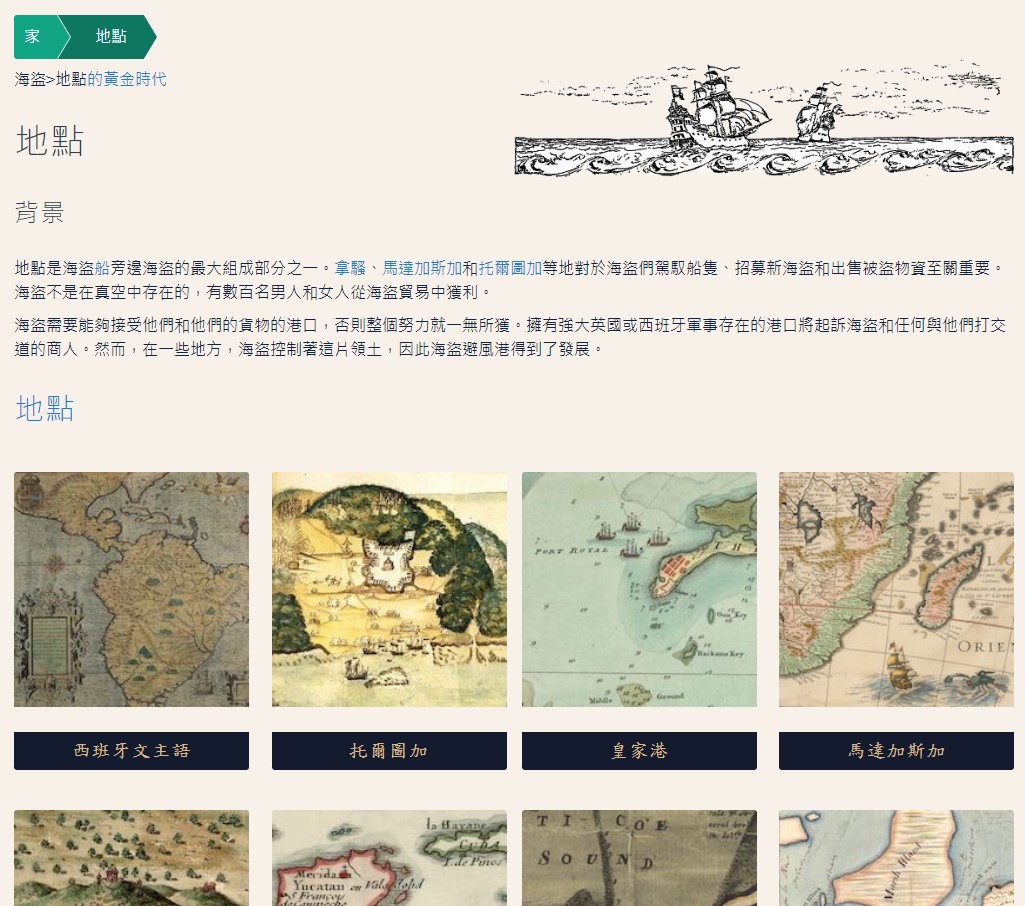 家 地點
海盜>地點的黃金時代
地點
背景
地點是海盜船旁邊海盜的最大組成部分之一。拿騷、馬達加斯加和托爾圖加等地對於海盜們駕馭船隻、招募新海盜和出售被盜物資至關重要。
海盜不是在真空中存在的，有數百名男人和女人從海盜貿易中獲利。
海盜需要能夠接受他們和他們的貨物的港口，否則整個努力就一無所獲。擁有強大英國或西班牙軍事存在的港口將起訴海盜和任何與他們打交
道的商人。然而，在一些地方，海盜控制著這片領土，因此海盜避風港得到了發展。
地點
PORT ROYAL
Gun Key
Rackums Key
Middle Ground
ORIE
西班牙文主語 托爾圖加 皇家港 馬達加斯加
la Havane
CUBA
I. de Pinos
Merida
Yucatan ou Valladolid
S. François
de Campeche
TI-CO'E
SOUND